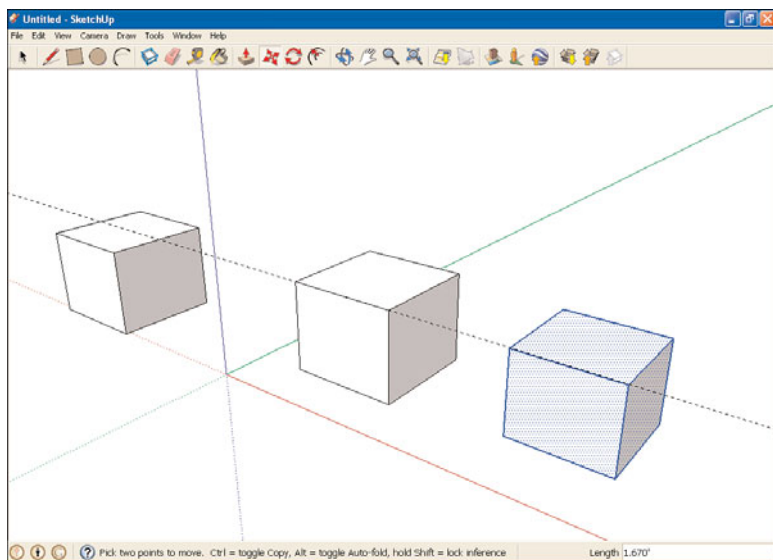 Untitled - SketchUp
File Edit View Camera Draw Tools Window Help
Pick two points to move. Ctrl = toggle Copy, Alt = toggle Auto-fold, hold Shift = lock inference Length 1.670'